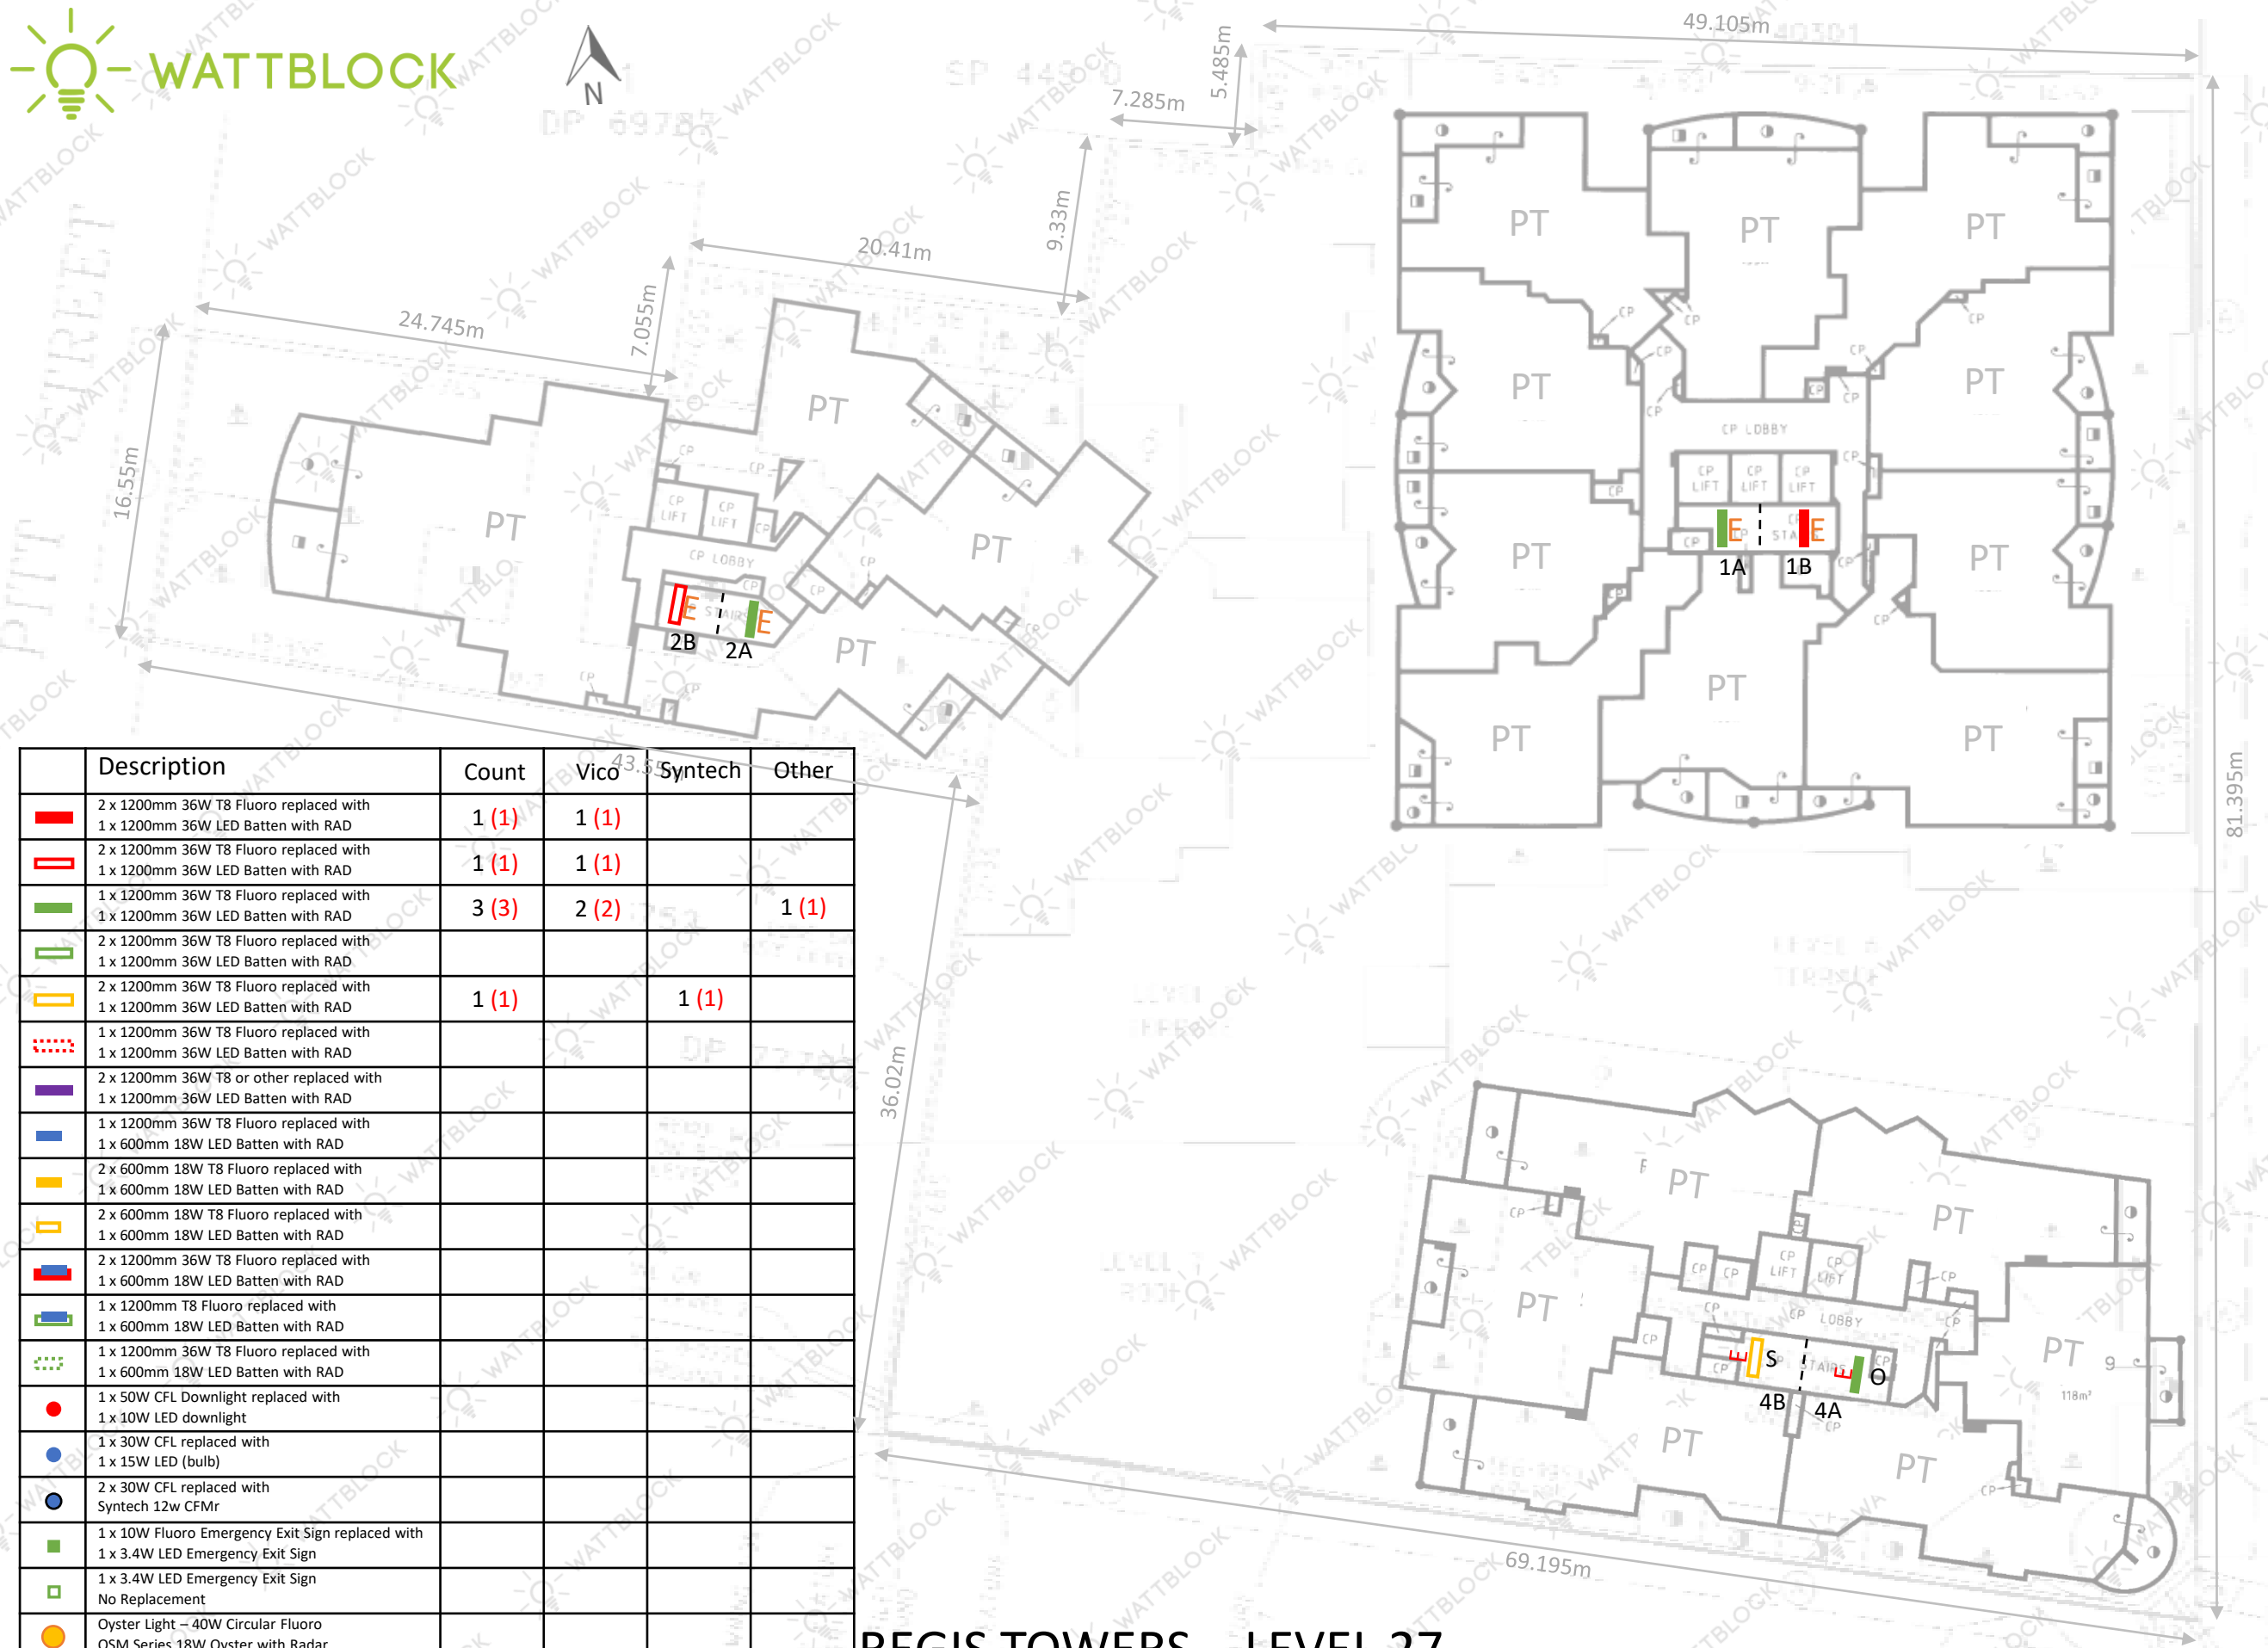 WATTBLOCK
N
49.105m
5.485m
7.285m
9.33m
20.41m
7.055m
24.745m
16.55m
43.55m
36.02m
81.395m
69.195m
PT
PT
PT
PT
PT
PT
PT
PT
PT
PT
CP LOBBY
CP LIFT
CP LIFT
CP LIFT
E
E
1A
1B
PT
PT
PT
PT
CP LIFT
CP LIFT
CP LOBBY
STAIRS
E
E
2B
2A
PT
PT
PT
PT
PT
PT
118m²
9
CP LIFT
CP LIFT
CP LOBBY
CP STAIRS
E
S
E
O
4B
4A
Description Count Vico Syntech Other
2 x 1200mm 36W T8 Fluoro replaced with
1 x 1200mm 36W LED Batten with RAD
1 (1) 1 (1)
2 x 1200mm 36W T8 Fluoro replaced with
1 x 1200mm 36W LED Batten with RAD
1 (1) 1 (1)
1 x 1200mm 36W T8 Fluoro replaced with
1 x 1200mm 36W LED Batten with RAD
3 (3) 2 (2) 1 (1)
2 x 1200mm 36W T8 Fluoro replaced with
1 x 1200mm 36W LED Batten with RAD
2 x 1200mm 36W T8 Fluoro replaced with
1 x 1200mm 36W LED Batten with RAD
1 (1) 1 (1)
1 x 1200mm 36W T8 Fluoro replaced with
1 x 1200mm 36W LED Batten with RAD
2 x 1200mm 36W T8 or other replaced with
1 x 1200mm 36W LED Batten with RAD
1 x 1200mm 36W T8 Fluoro replaced with
1 x 600mm 18W LED Batten with RAD
2 x 600mm 18W T8 Fluoro replaced with
1 x 600mm 18W LED Batten with RAD
2 x 600mm 18W T8 Fluoro replaced with
1 x 600mm 18W LED Batten with RAD
2 x 1200mm 36W T8 Fluoro replaced with
1 x 600mm 18W LED Batten with RAD
1 x 1200mm T8 Fluoro replaced with
1 x 600mm 18W LED Batten with RAD
1 x 1200mm 36W T8 Fluoro replaced with
1 x 600mm 18W LED Batten with RAD
1 x 50W CFL Downlight replaced with
1 x 10W LED downlight
1 x 30W CFL replaced with
1 x 15W LED (bulb)
2 x 30W CFL replaced with
Syntech 12w CFMr
1 x 10W Fluoro Emergency Exit Sign replaced with
1 x 3.4W LED Emergency Exit Sign
1 x 3.4W LED Emergency Exit Sign
No Replacement
Oyster Light – 40W Circular Fluoro
OSM Series 18W Oyster with Radar
REGIS TOWERS - LEVEL 27